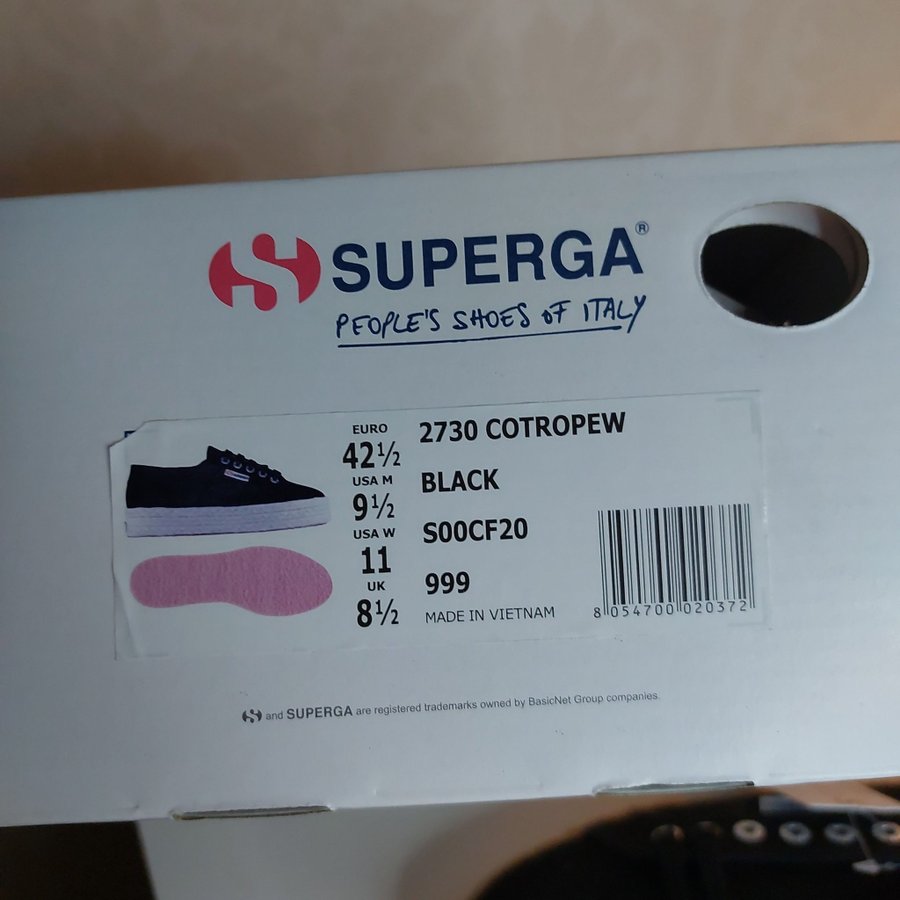 SUPERGA®
PEOPLE'S SHOES OF ITALY
EURO
42½
USA M
9½
USA W
11
UK
8½
2730 COTROPEW
BLACK
S00CF20
999
MADE IN VIETNAM
8 054700 020372
and SUPERGA are registered trademarks owned by BasicNet Group companies.